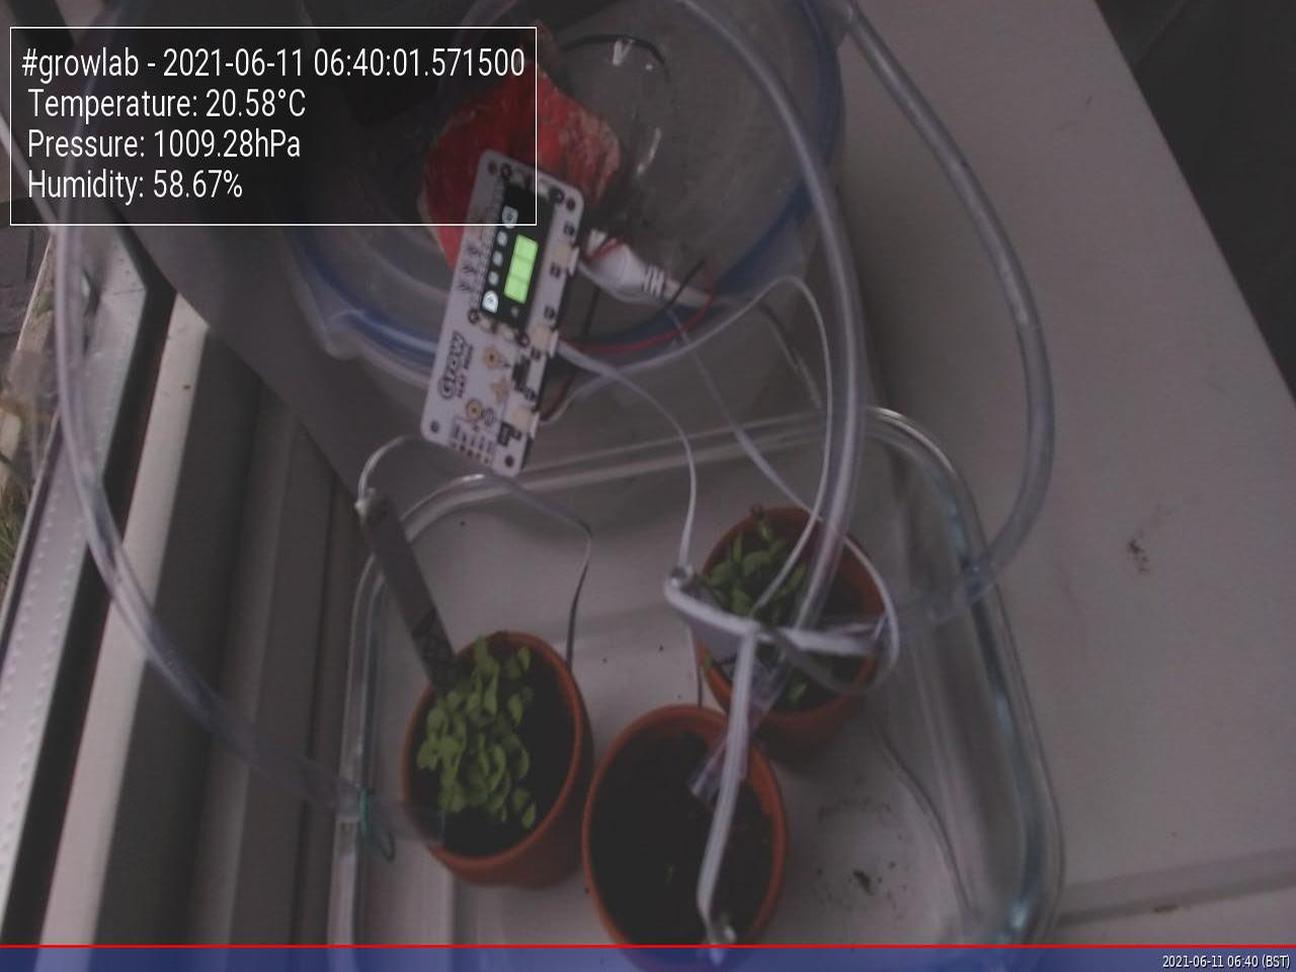 #growlab - 2021-06-11 06:40:01.571500
Temperature: 20.58°C
Pressure: 1009.28hPa
Humidity: 58.67%
Grow
2021-06-11 06:40 (BST)